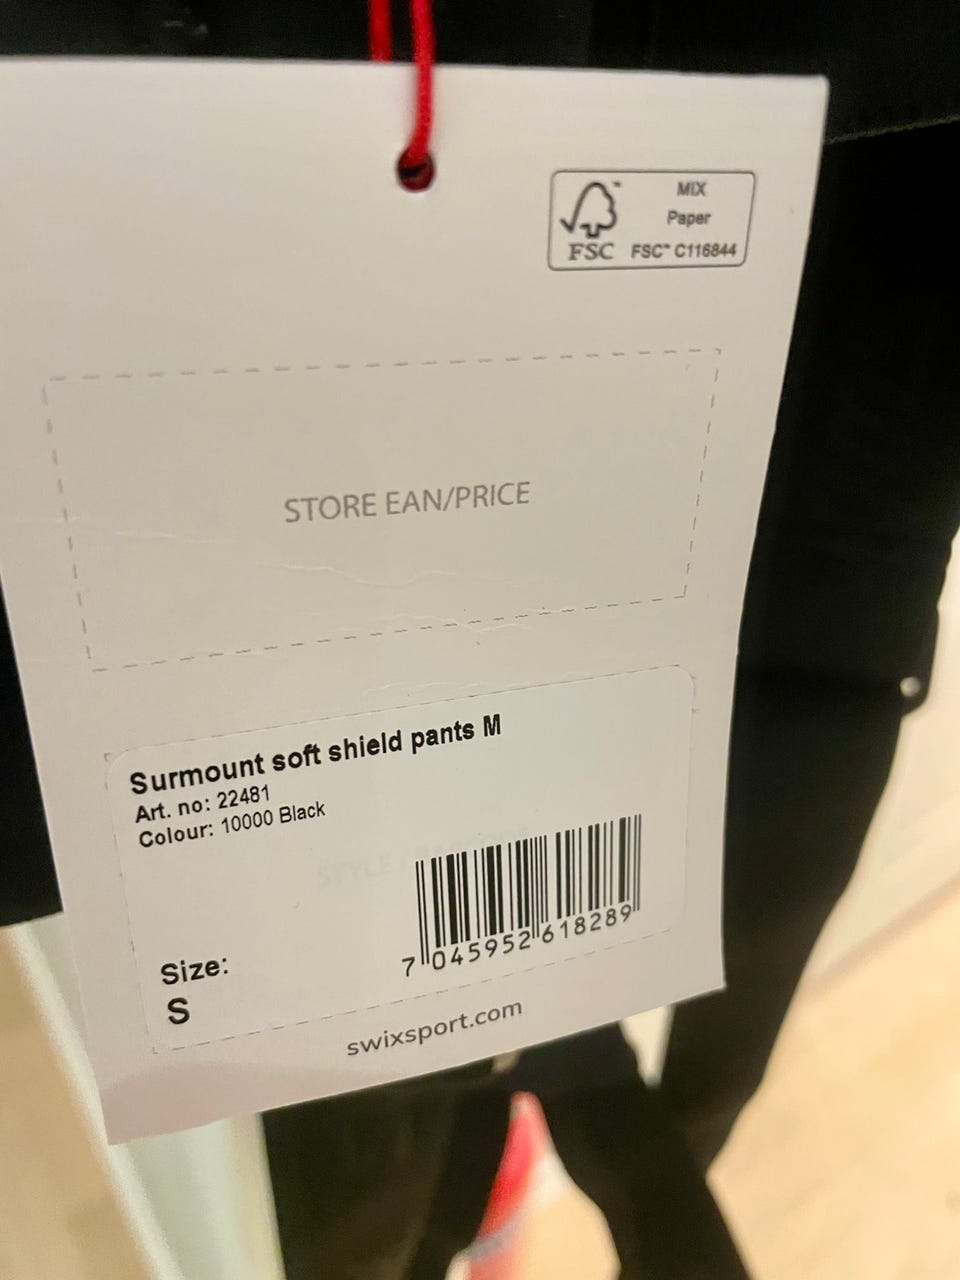 MIX
Paper
FSC
FSC™ C116844
STORE EAN/PRICE
Surmount soft shield pants M
Art. no: 22481
Colour: 10000 Black
STYLE /
7 045952 618289
Size:
S
swixsport.com